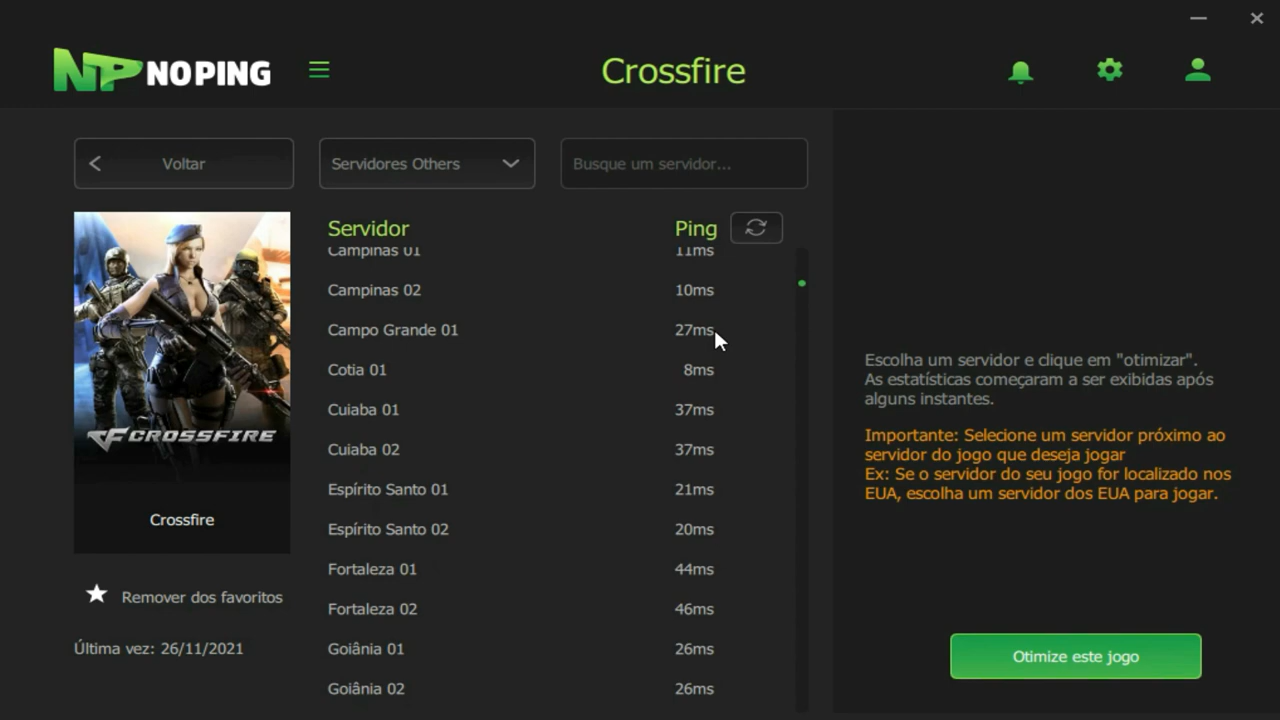 NP NOPING
Crossfire
Voltar
Servidores Others
Busque um servidor...
CROSSFIRE
Crossfire
Remover dos favoritos
Última vez: 26/11/2021
Servidor Ping
Campinas 01 11ms
Campinas 02 10ms
Campo Grande 01 27ms
Cotia 01 8ms
Cuiaba 01 37ms
Cuiaba 02 37ms
Espírito Santo 01 21ms
Espírito Santo 02 20ms
Fortaleza 01 44ms
Fortaleza 02 46ms
Goiânia 01 26ms
Goiânia 02 26ms
Escolha um servidor e clique em "otimizar".
As estatísticas começaram a ser exibidas após
alguns instantes.
Importante: Selecione um servidor próximo ao
servidor do jogo que deseja jogar
Ex: Se o servidor do seu jogo for localizado nos
EUA, escolha um servidor dos EUA para jogar.
Otimize este jogo